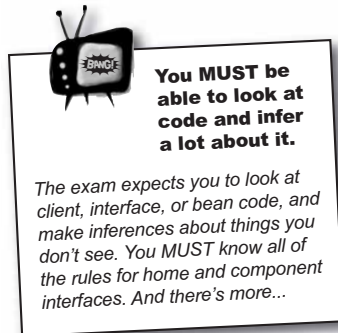 BANG!
You MUST be
able to look at
code and infer
a lot about it.
The exam expects you to look at
client, interface, or bean code, and
make inferences about things you
don't see. You MUST know all of
the rules for home and component
interfaces. And there's more...